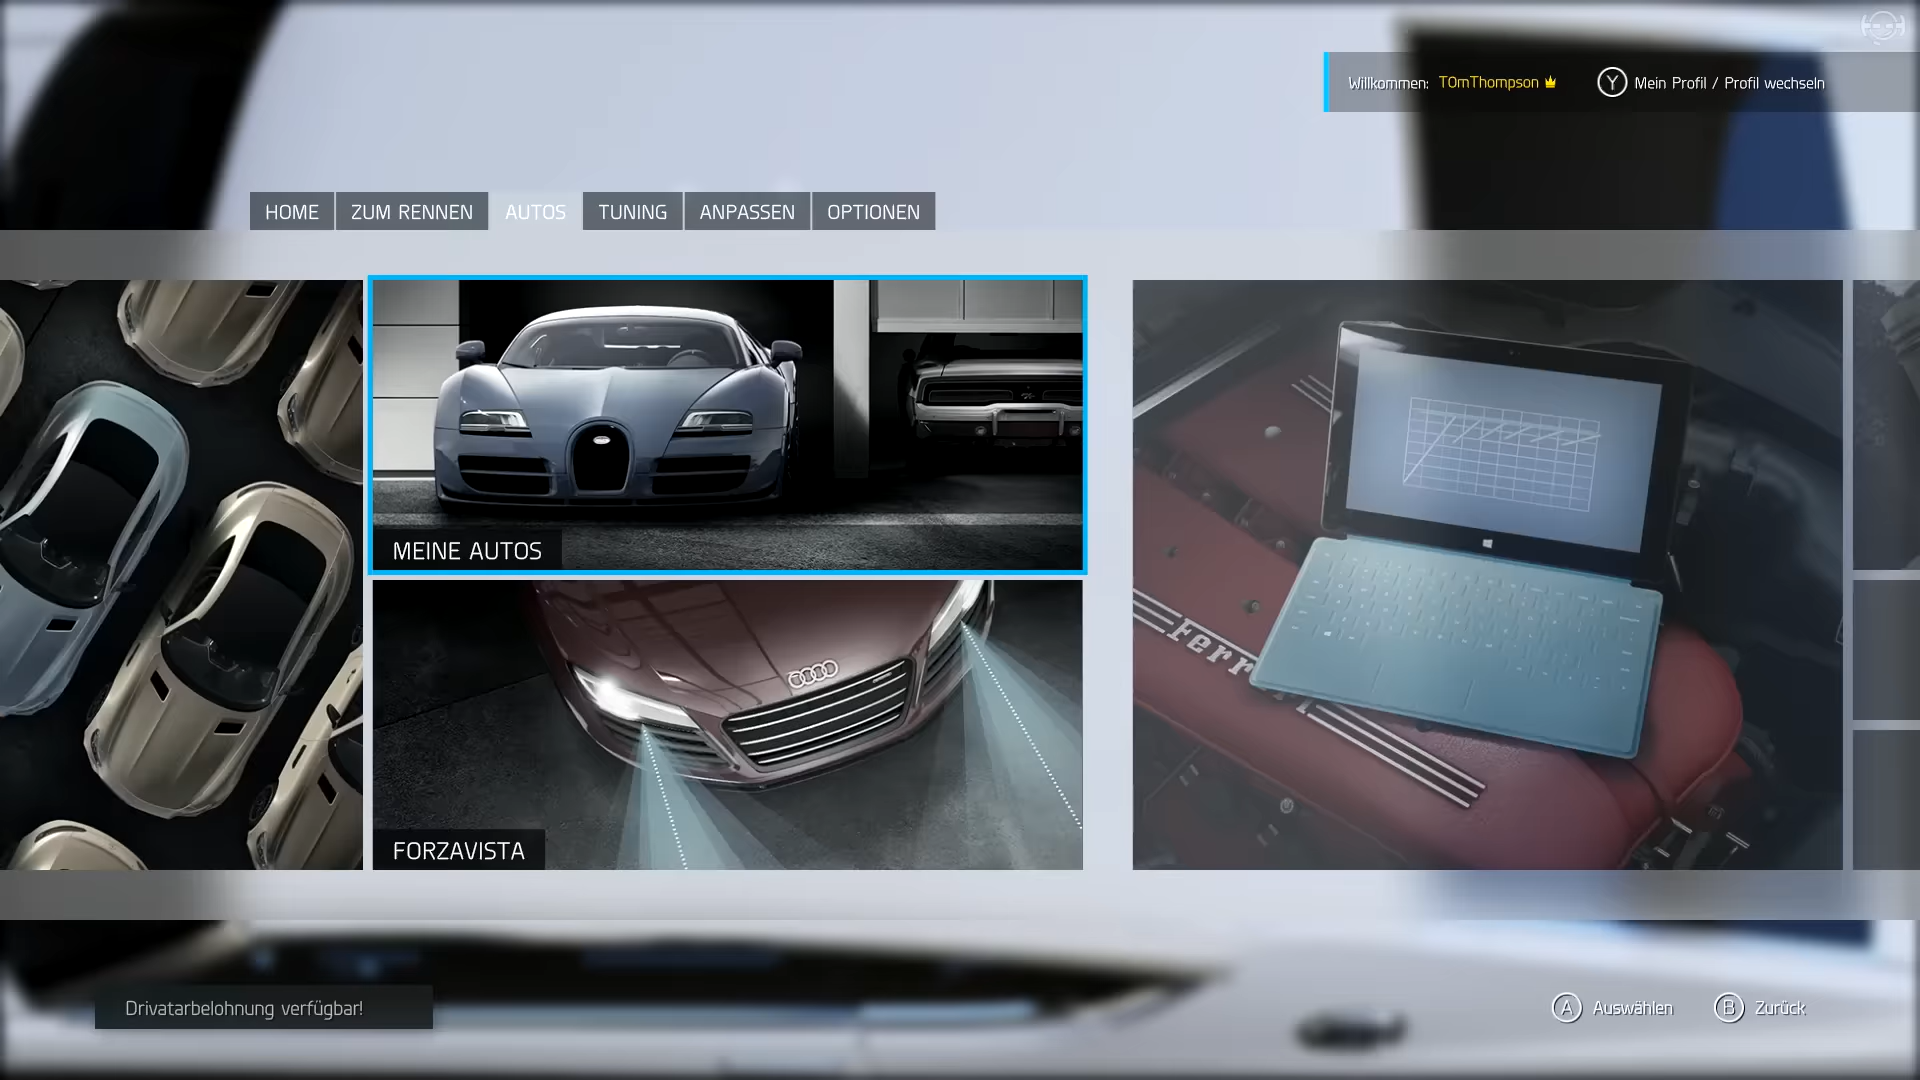 Willkommen: T0mThompson
Y Mein Profil / Profil wechseln
HOME
ZUM RENNEN
AUTOS
TUNING
ANPASSEN
OPTIONEN
MEINE AUTOS
FORZAVISTA
Drivatarbelohnung verfügbar!
A Auswählen
B Zurück